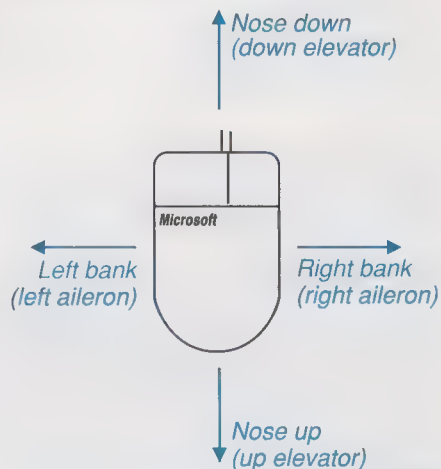 Nose down
(down elevator)
Microsoft
Left bank
(left aileron)
Right bank
(right aileron)
Nose up
(up elevator)